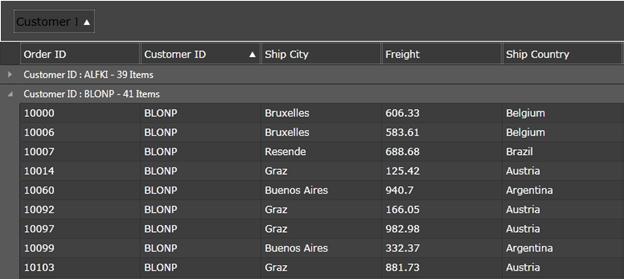 Customer I
Order ID Customer ID Ship City Freight Ship Country
Customer ID : ALFKI - 39 Items
Customer ID : BLONP - 41 Items
10000 BLONP Bruxelles 606.33 Belgium
10006 BLONP Bruxelles 583.61 Belgium
10007 BLONP Resende 688.68 Brazil
10014 BLONP Graz 125.42 Austria
10060 BLONP Buenos Aires 940.7 Argentina
10092 BLONP Graz 166.05 Austria
10097 BLONP Graz 982.98 Austria
10099 BLONP Buenos Aires 332.37 Argentina
10103 BLONP Graz 881.73 Austria